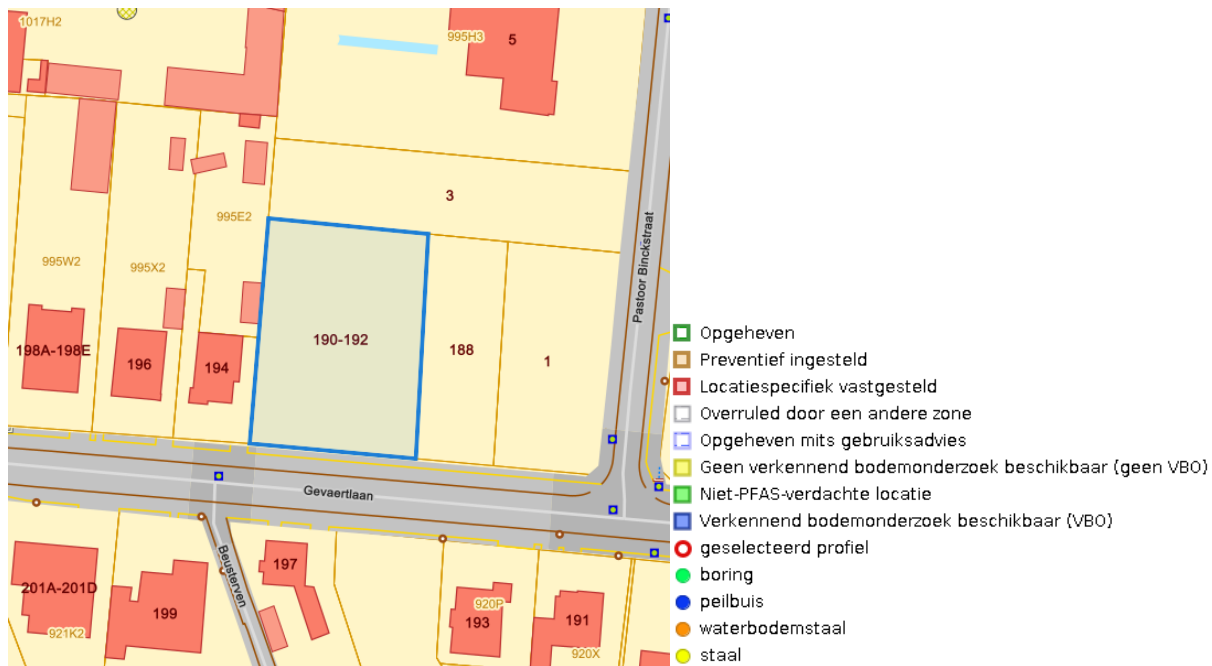 1017H2
995H3
5
3
995E2
995W2
995X2
190-192
198A-198E
196
194
188
1
Pastoor Binckstraat
Gevaertlaan
Beusterven
201A-201D
921K2
199
197
920P
193
191
920X
Opgeheven
Preventief ingesteld
Locatiespecifiek vastgesteld
Overruled door een andere zone
Opgeheven mits gebruiksadvies
Geen verkennend bodemonderzoek beschikbaar (geen VBO)
Niet-PFAS-verdachte locatie
Verkennend bodemonderzoek beschikbaar (VBO)
geselecteerd profiel
boring
peilbuis
waterbodemstaal
staal